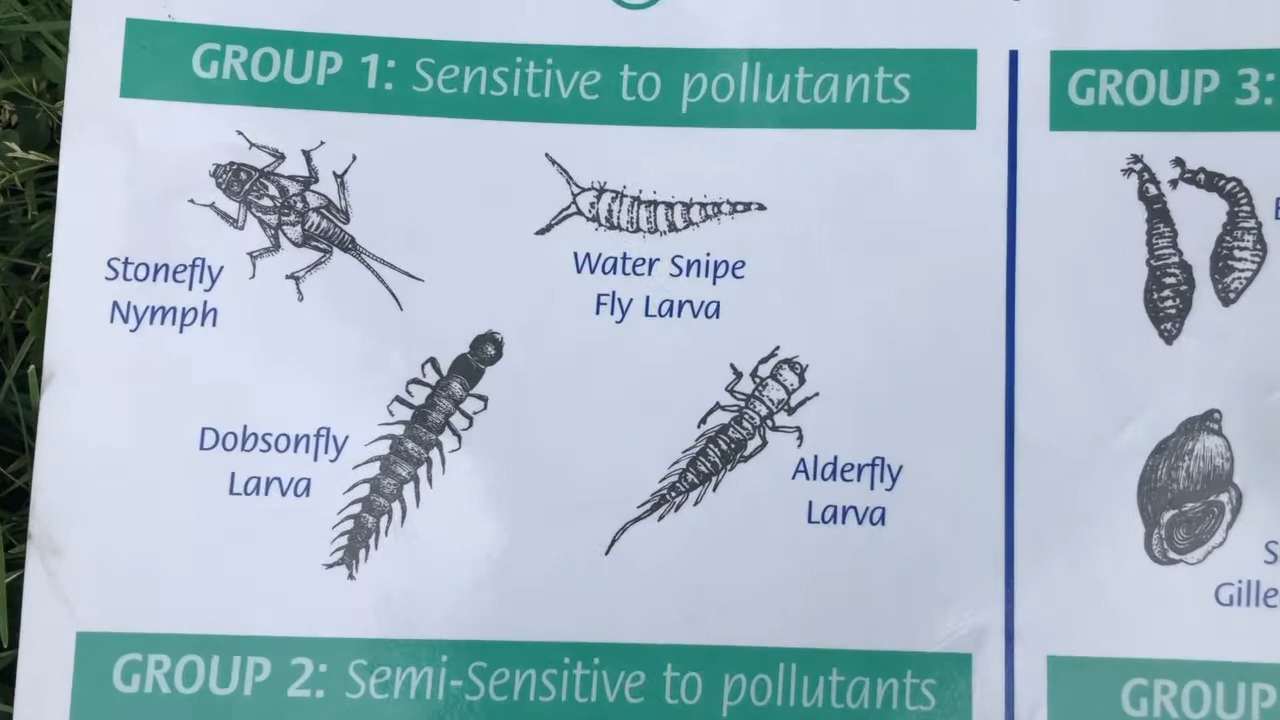 GROUP 1: Sensitive to pollutants
Stonefly
Nymph
Water Snipe
Fly Larva
Dobsonfly
Larva
Alderfly
Larva
GROUP 2: Semi-Sensitive to pollutants
GROUP 3:
GROUP